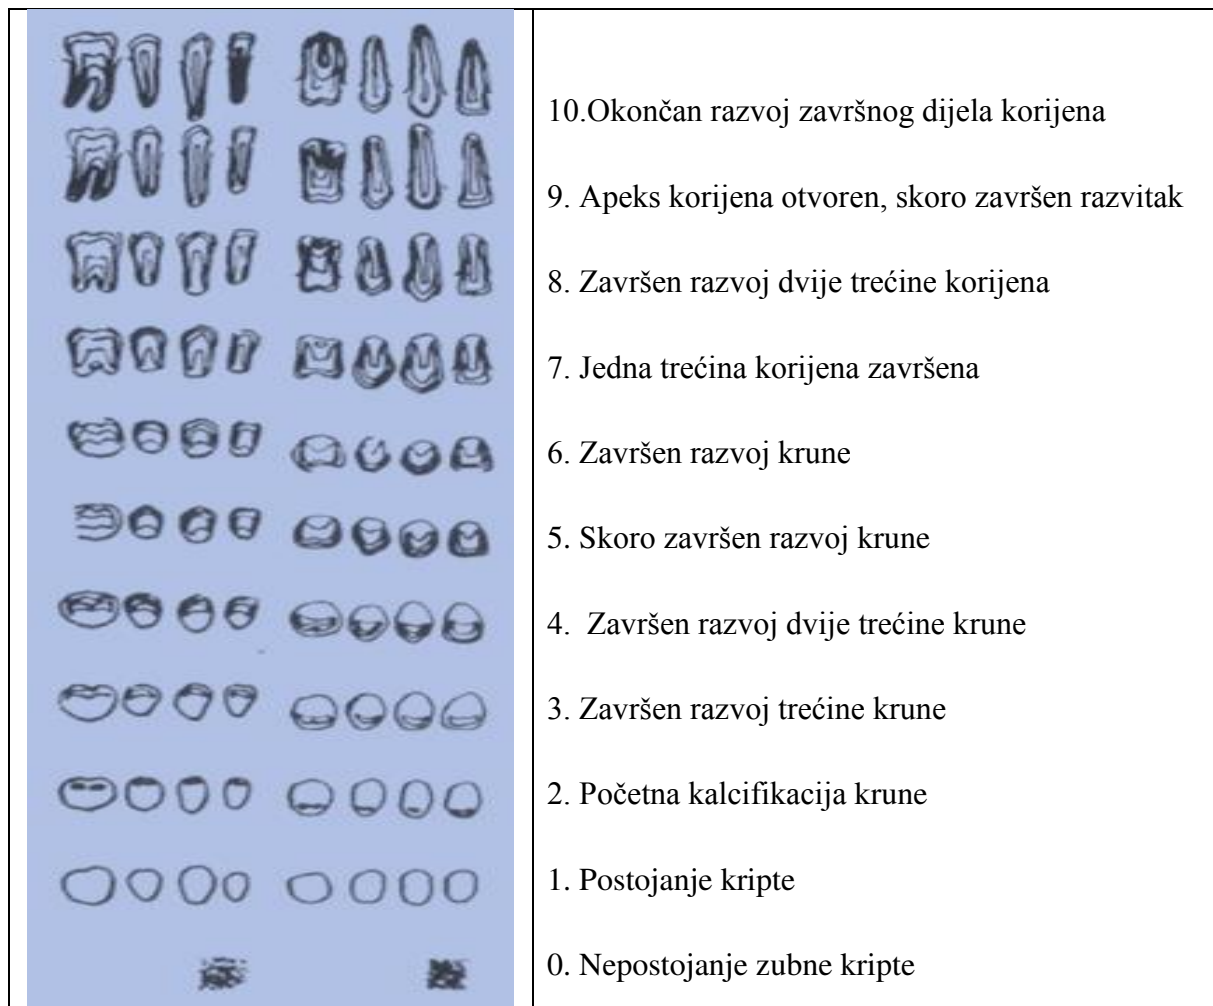 10.Okončan razvoj završnog dijela korijena
9. Apeks korijena otvoren, skoro završen razvitak
8. Završen razvoj dvije trećine korijena
7. Jedna trećina korijena završena
6. Završen razvoj krune
5. Skoro završen razvoj krune
4. Završen razvoj dvije trećine krune
3. Završen razvoj trećine krune
2. Početna kalcifikacija krune
1. Postojanje kripte
0. Nepostojanje zubne kripte